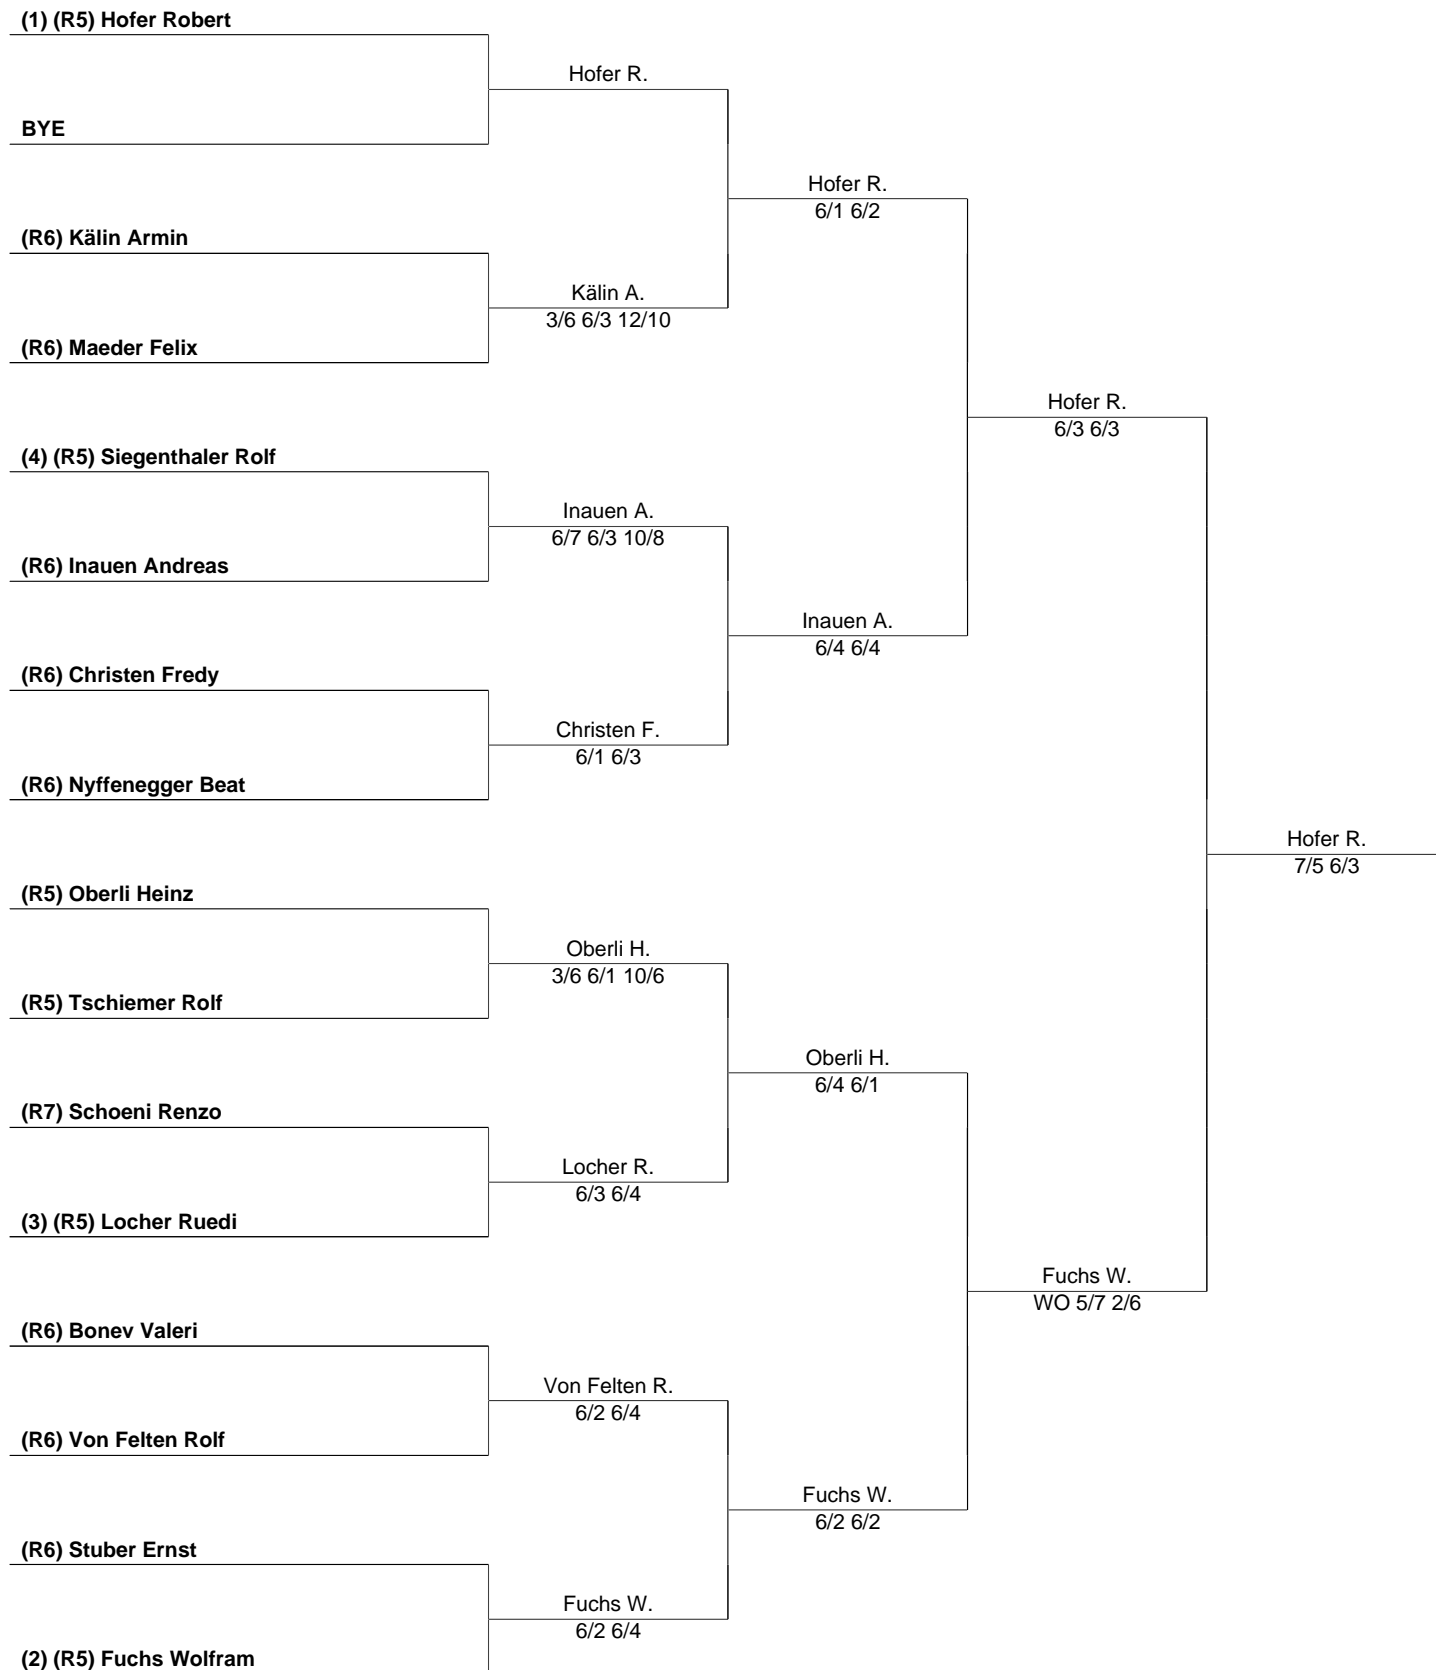 (1) (R5) Hofer Robert
Hofer R.
BYE
Hofer R.
6/1 6/2
(R6) Kälin Armin
Kälin A.
3/6 6/3 12/10
(R6) Maeder Felix
Hofer R.
6/3 6/3
(4) (R5) Siegenthaler Rolf
Inauen A.
6/7 6/3 10/8
(R6) Inauen Andreas
Inauen A.
6/4 6/4
(R6) Christen Fredy
Christen F.
6/1 6/3
(R6) Nyffenegger Beat
Hofer R.
7/5 6/3
(R5) Oberli Heinz
Oberli H.
3/6 6/1 10/6
(R5) Tschiemer Rolf
Oberli H.
6/4 6/1
(R7) Schoeni Renzo
Locher R.
6/3 6/4
(3) (R5) Locher Ruedi
Fuchs W.
WO 5/7 2/6
(R6) Bonev Valeri
Von Felten R.
6/2 6/4
(R6) Von Felten Rolf
Fuchs W.
6/2 6/2
(R6) Stuber Ernst
Fuchs W.
6/2 6/4
(2) (R5) Fuchs Wolfram